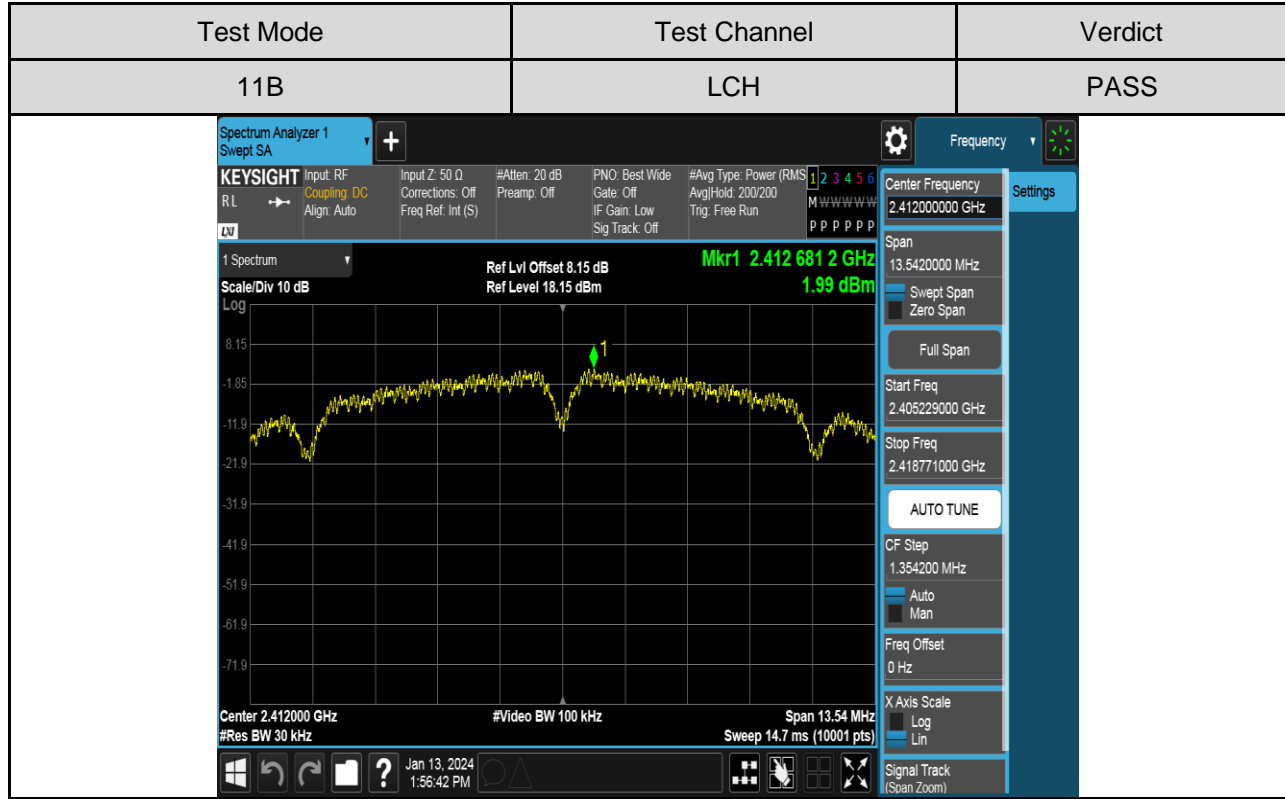 Test Mode Test Channel Verdict
11B LCH PASS
Spectrum Analyzer 1
Swept SA
+
Frequency
KEYSIGHT
RL
LXI
Input: RF
Coupling: DC
Align: Auto
Input Z: 50 Ω
Corrections: Off
Freq Ref: Int (S)
#Atten: 20 dB
Preamp: Off
PNO: Best Wide
Gate: Off
IF Gain: Low
Sig Track: Off
#Avg Type: Power (RMS
Avg|Hold: 200/200
Trig: Free Run
1 2 3 4 5 6
M W W W W W
P P P P P P
1 Spectrum
Scale/Div 10 dB
Ref Lvl Offset 8.15 dB
Ref Level 18.15 dBm
Mkr1 2.412 681 2 GHz
1.99 dBm
Log
8.15
-1.85
-11.9
-21.9
-31.9
-41.9
-51.9
-61.9
-71.9
1
Center 2.412000 GHz
#Res BW 30 kHz
#Video BW 100 kHz
Span 13.54 MHz
Sweep 14.7 ms (10001 pts)
Center Frequency
2.412000000 GHz
Settings
Span
13.5420000 MHz
Swept Span
Zero Span
Full Span
Start Freq
2.405229000 GHz
Stop Freq
2.418771000 GHz
AUTO TUNE
CF Step
1.354200 MHz
Auto
Man
Freq Offset
0 Hz
X Axis Scale
Log
Lin
Signal Track
(Span Zoom)
?
Jan 13, 2024
1:56:42 PM